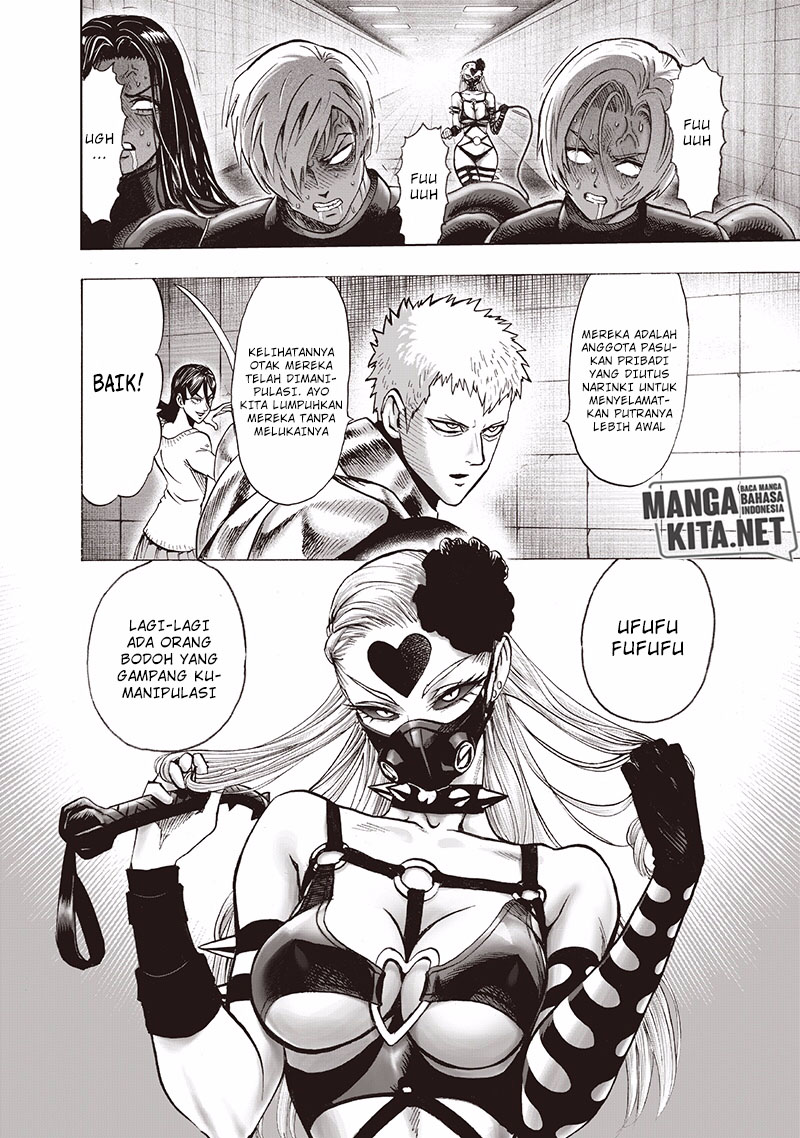 UGH
...
FUU
UUH
FUU
UUH
MEREKA ADALAH
ANGGOTA PASU-
KAN PRIBADI
YANG DIUTUS
NARINKI UNTUK
MENYELAMAT-
KAN PUTRANYA
LEBIH AWAL
KELIHATANNYA
OTAK MEREKA
TELAH DIMANI-
PULASI. AYO
KITA LUMPUHKAN
MEREKA TANPA
MELUKAINYA
BAIK!
MANGA
KITA.NET
BACA MANGA
BAHASA
INDONESIA
UFUFU
FUFUFU
LAGI-LAGI
ADA ORANG
BODOH YANG
GAMPANG KU-
MANIPULASI